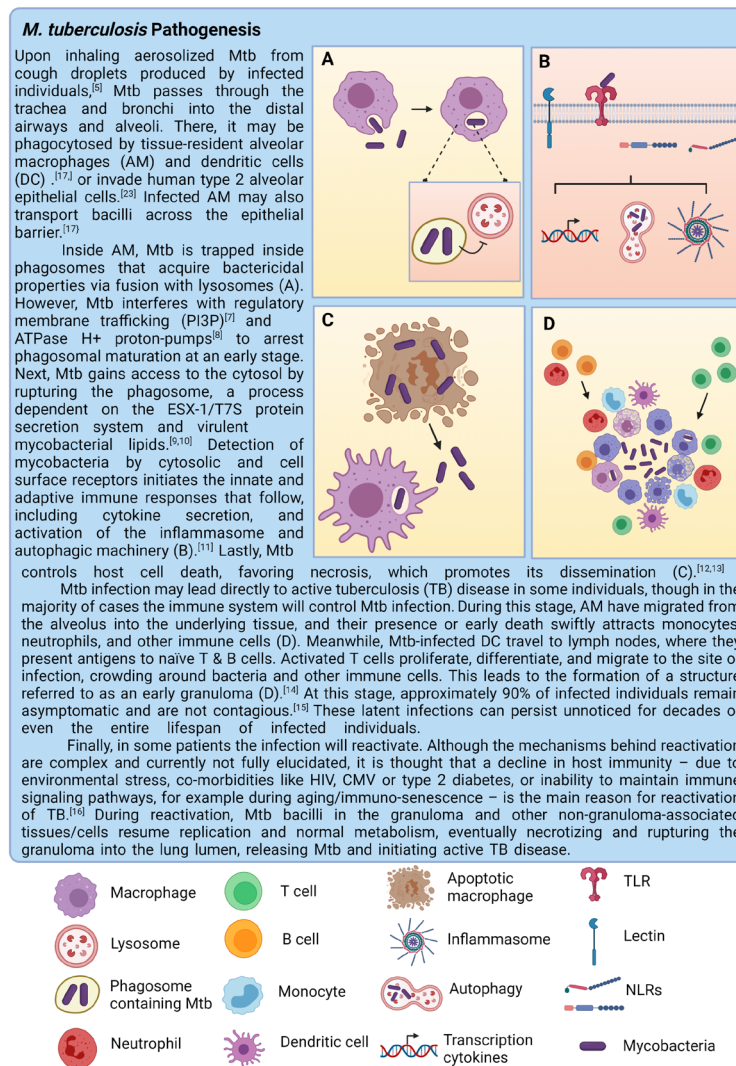 M. tuberculosis Pathogenesis
Upon inhaling aerosolized Mtb from
cough droplets produced by infected
individuals,[5] Mtb passes through the
trachea and bronchi into the distal
airways and alveoli. There, it may be
phagocytosed by tissue-resident alveolar
macrophages (AM) and dendritic cells
(DC) .[17,] or invade human type 2 alveolar
epithelial cells.[23] Infected AM may also
transport bacilli across the epithelial
barrier.[17)
Inside AM, Mtb is trapped inside
phagosomes that acquire bactericidal
properties via fusion with lysosomes (A).
However, Mtb interferes with regulatory
membrane trafficking (PI3P)[7] and
ATPase H+ proton-pumps[8] to arrest
phagosomal maturation at an early stage.
Next, Mtb gains access to the cytosol by
rupturing the phagosome, a process
dependent on the ESX-1/T7S protein
secretion system and virulent
mycobacterial lipids.[9,10] Detection of
mycobacteria by cytosolic and cell
surface receptors initiates the innate and
adaptive immune responses that follow,
including cytokine secretion, and
activation of the inflammasome and
autophagic machinery (B).[11] Lastly, Mtb
controls host cell death, favoring necrosis, which promotes its dissemination (C).[12,13]
Mtb infection may lead directly to active tuberculosis (TB) disease in some individuals, though in the
majority of cases the immune system will control Mtb infection. During this stage, AM have migrated from
the alveolus into the underlying tissue, and their presence or early death swiftly attracts monocytes,
neutrophils, and other immune cells (D). Meanwhile, Mtb-infected DC travel to lymph nodes, where they
present antigens to naïve T & B cells. Activated T cells proliferate, differentiate, and migrate to the site of
infection, crowding around bacteria and other immune cells. This leads to the formation of a structure
referred to as an early granuloma (D).[14] At this stage, approximately 90% of infected individuals remain
asymptomatic and are not contagious.[15] These latent infections can persist unnoticed for decades or
even the entire lifespan of infected individuals.
Finally, in some patients the infection will reactivate. Although the mechanisms behind reactivation
are complex and currently not fully elucidated, it is thought that a decline in host immunity – due to
environmental stress, co-morbidities like HIV, CMV or type 2 diabetes, or inability to maintain immune
signaling pathways, for example during aging/immuno-senescence – is the main reason for reactivation
of TB.[16] During reactivation, Mtb bacilli in the granuloma and other non-granuloma-associated
tissues/cells resume replication and normal metabolism, eventually necrotizing and rupturing the
granuloma into the lung lumen, releasing Mtb and initiating active TB disease.
A
B
C
D
Macrophage
T cell
Apoptotic
macrophage
TLR
Lysosome
B cell
Inflammasome
Lectin
Phagosome
containing Mtb
Monocyte
Autophagy
NLRs
Neutrophil
Dendritic cell
Transcription
cytokines
Mycobacteria